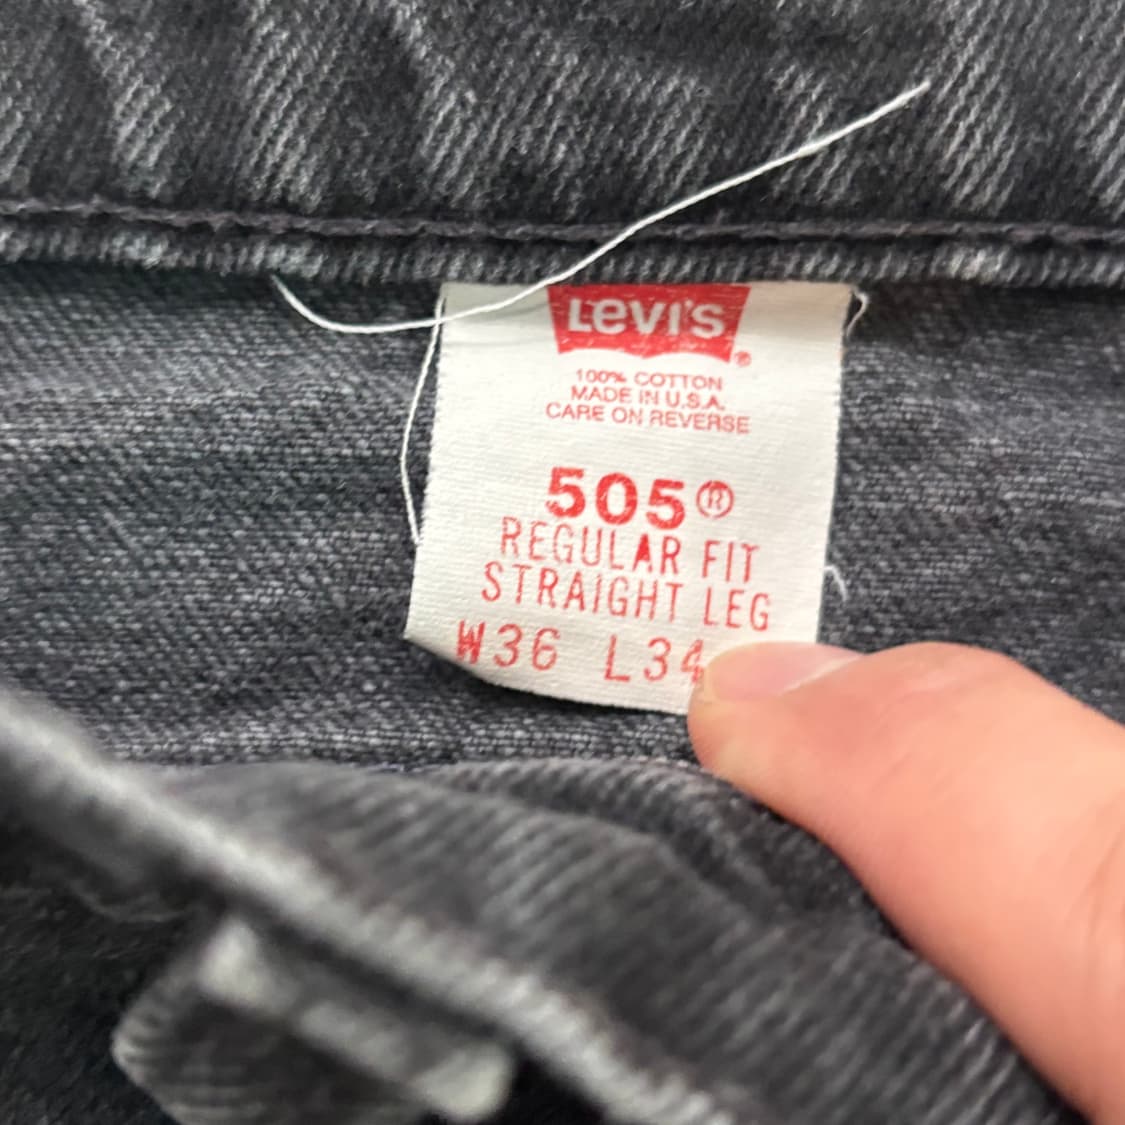 Levi's®
100% COTTON
MADE IN U.S.A.
CARE ON REVERSE
505®
REGULAR FIT
STRAIGHT LEG
W36 L34